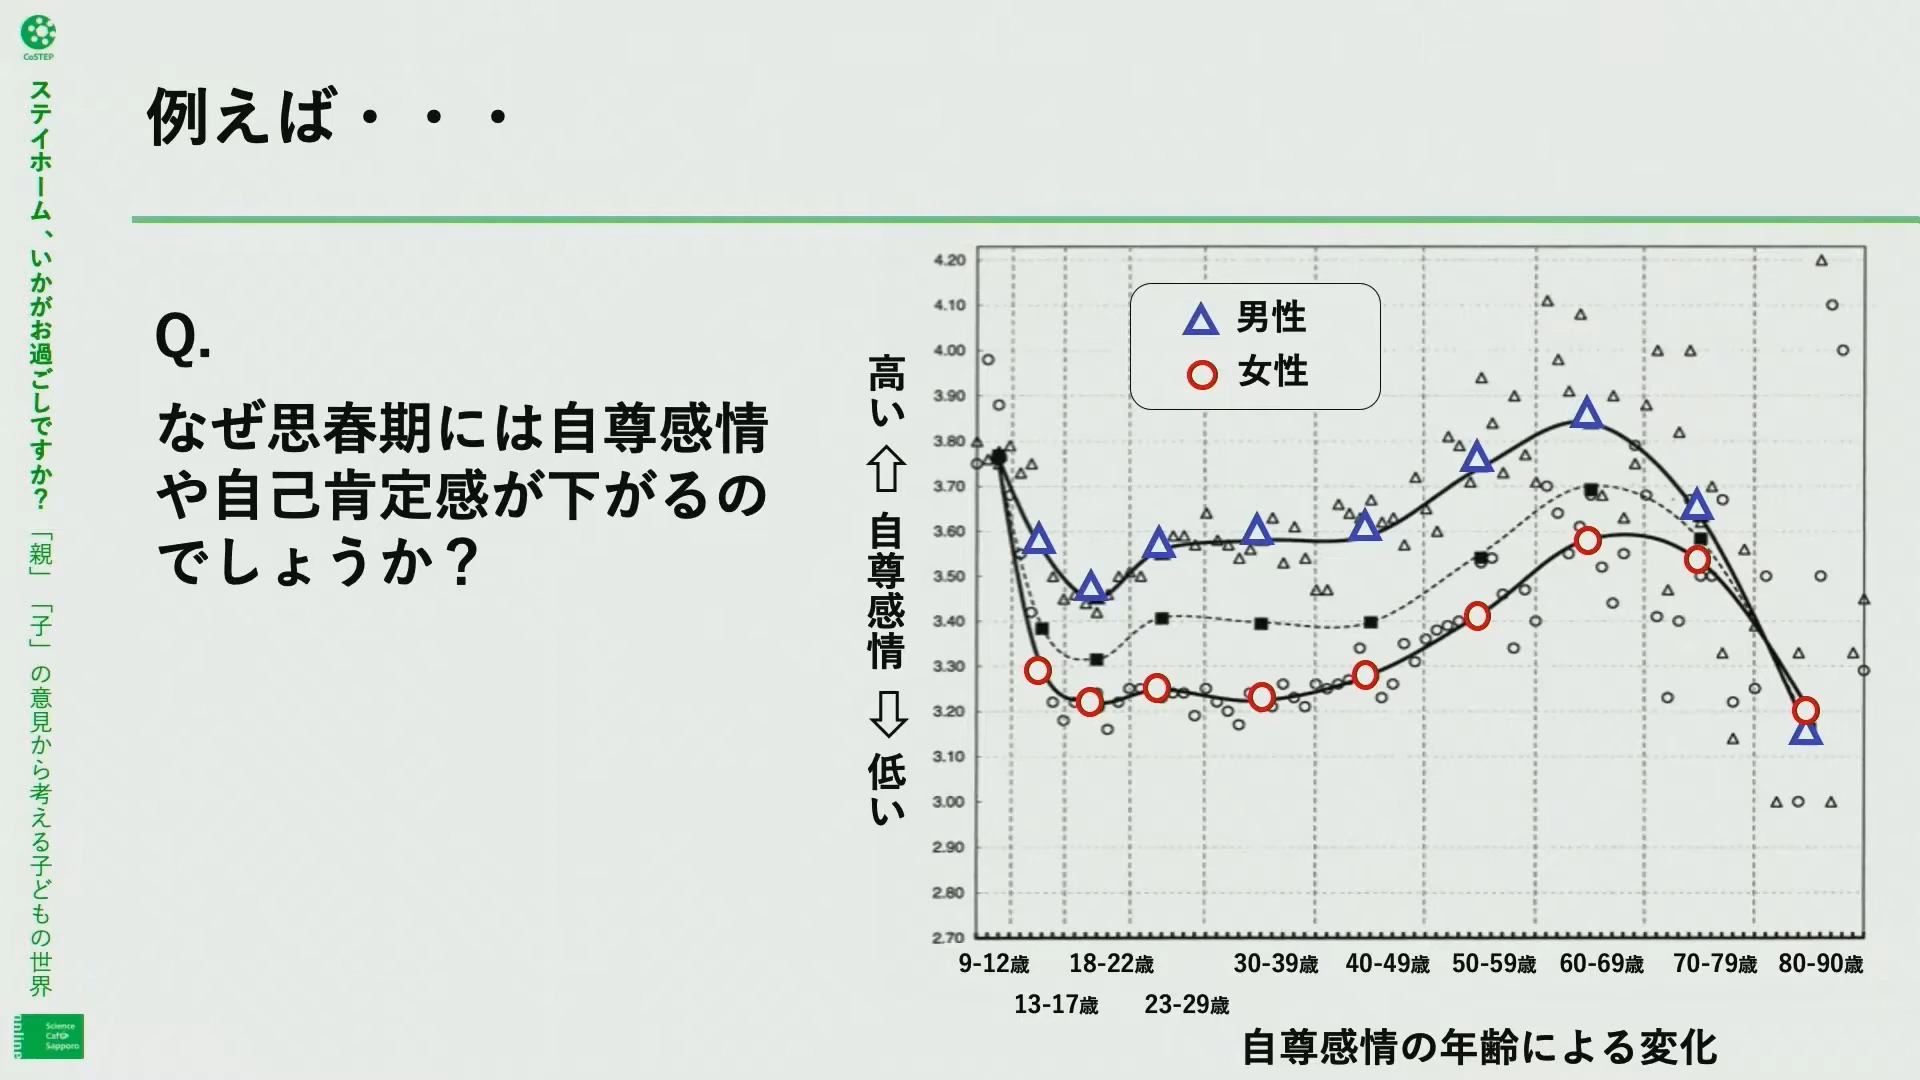 CoSTEP
ステイホーム、いかがお過ごしですか？「親」「子」の意見から考える子どもの世界
Science
Café@
Sapporo
例えば・・・
Q.
なぜ思春期には自尊感情
や自己肯定感が下がるの
でしょうか？
高い
自尊感情
低い
男性
女性
4.20
4.10
4.00
3.90
3.80
3.70
3.60
3.50
3.40
3.30
3.20
3.10
3.00
2.90
2.80
2.70
9-12歳 18-22歳 30-39歳 40-49歳 50-59歳 60-69歳 70-79歳 80-90歳
13-17歳 23-29歳
自尊感情の年齢による変化